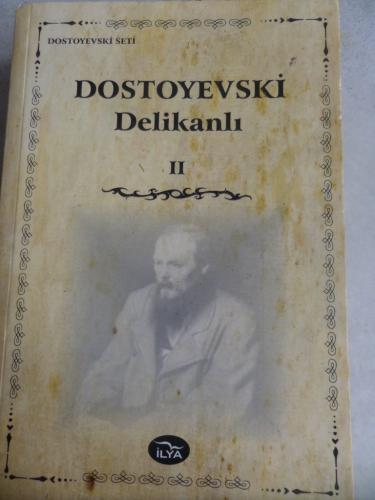 DOSTOYEVSKİ SETİ
DOSTOYEVSKİ
Delikanlı
II
İLYA